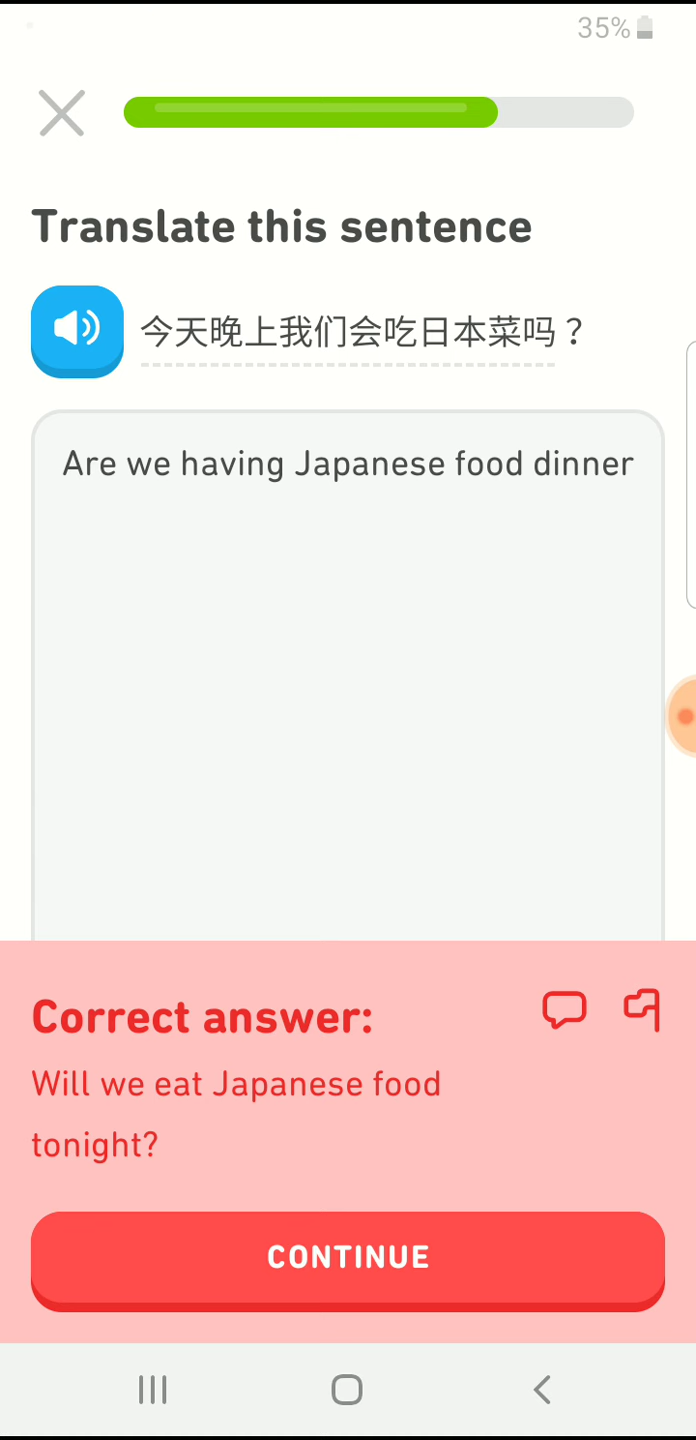 35%
Translate this sentence
今天晚上我们会吃日本菜吗？
Are we having Japanese food dinner
Correct answer:
Will we eat Japanese food
tonight?
CONTINUE